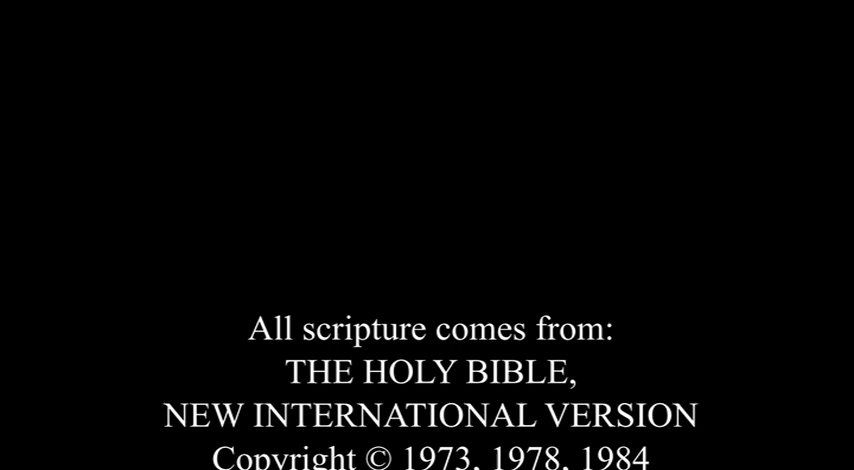 All scripture comes from:
THE HOLY BIBLE,
NEW INTERNATIONAL VERSION
Copyright © 1973, 1978, 1984